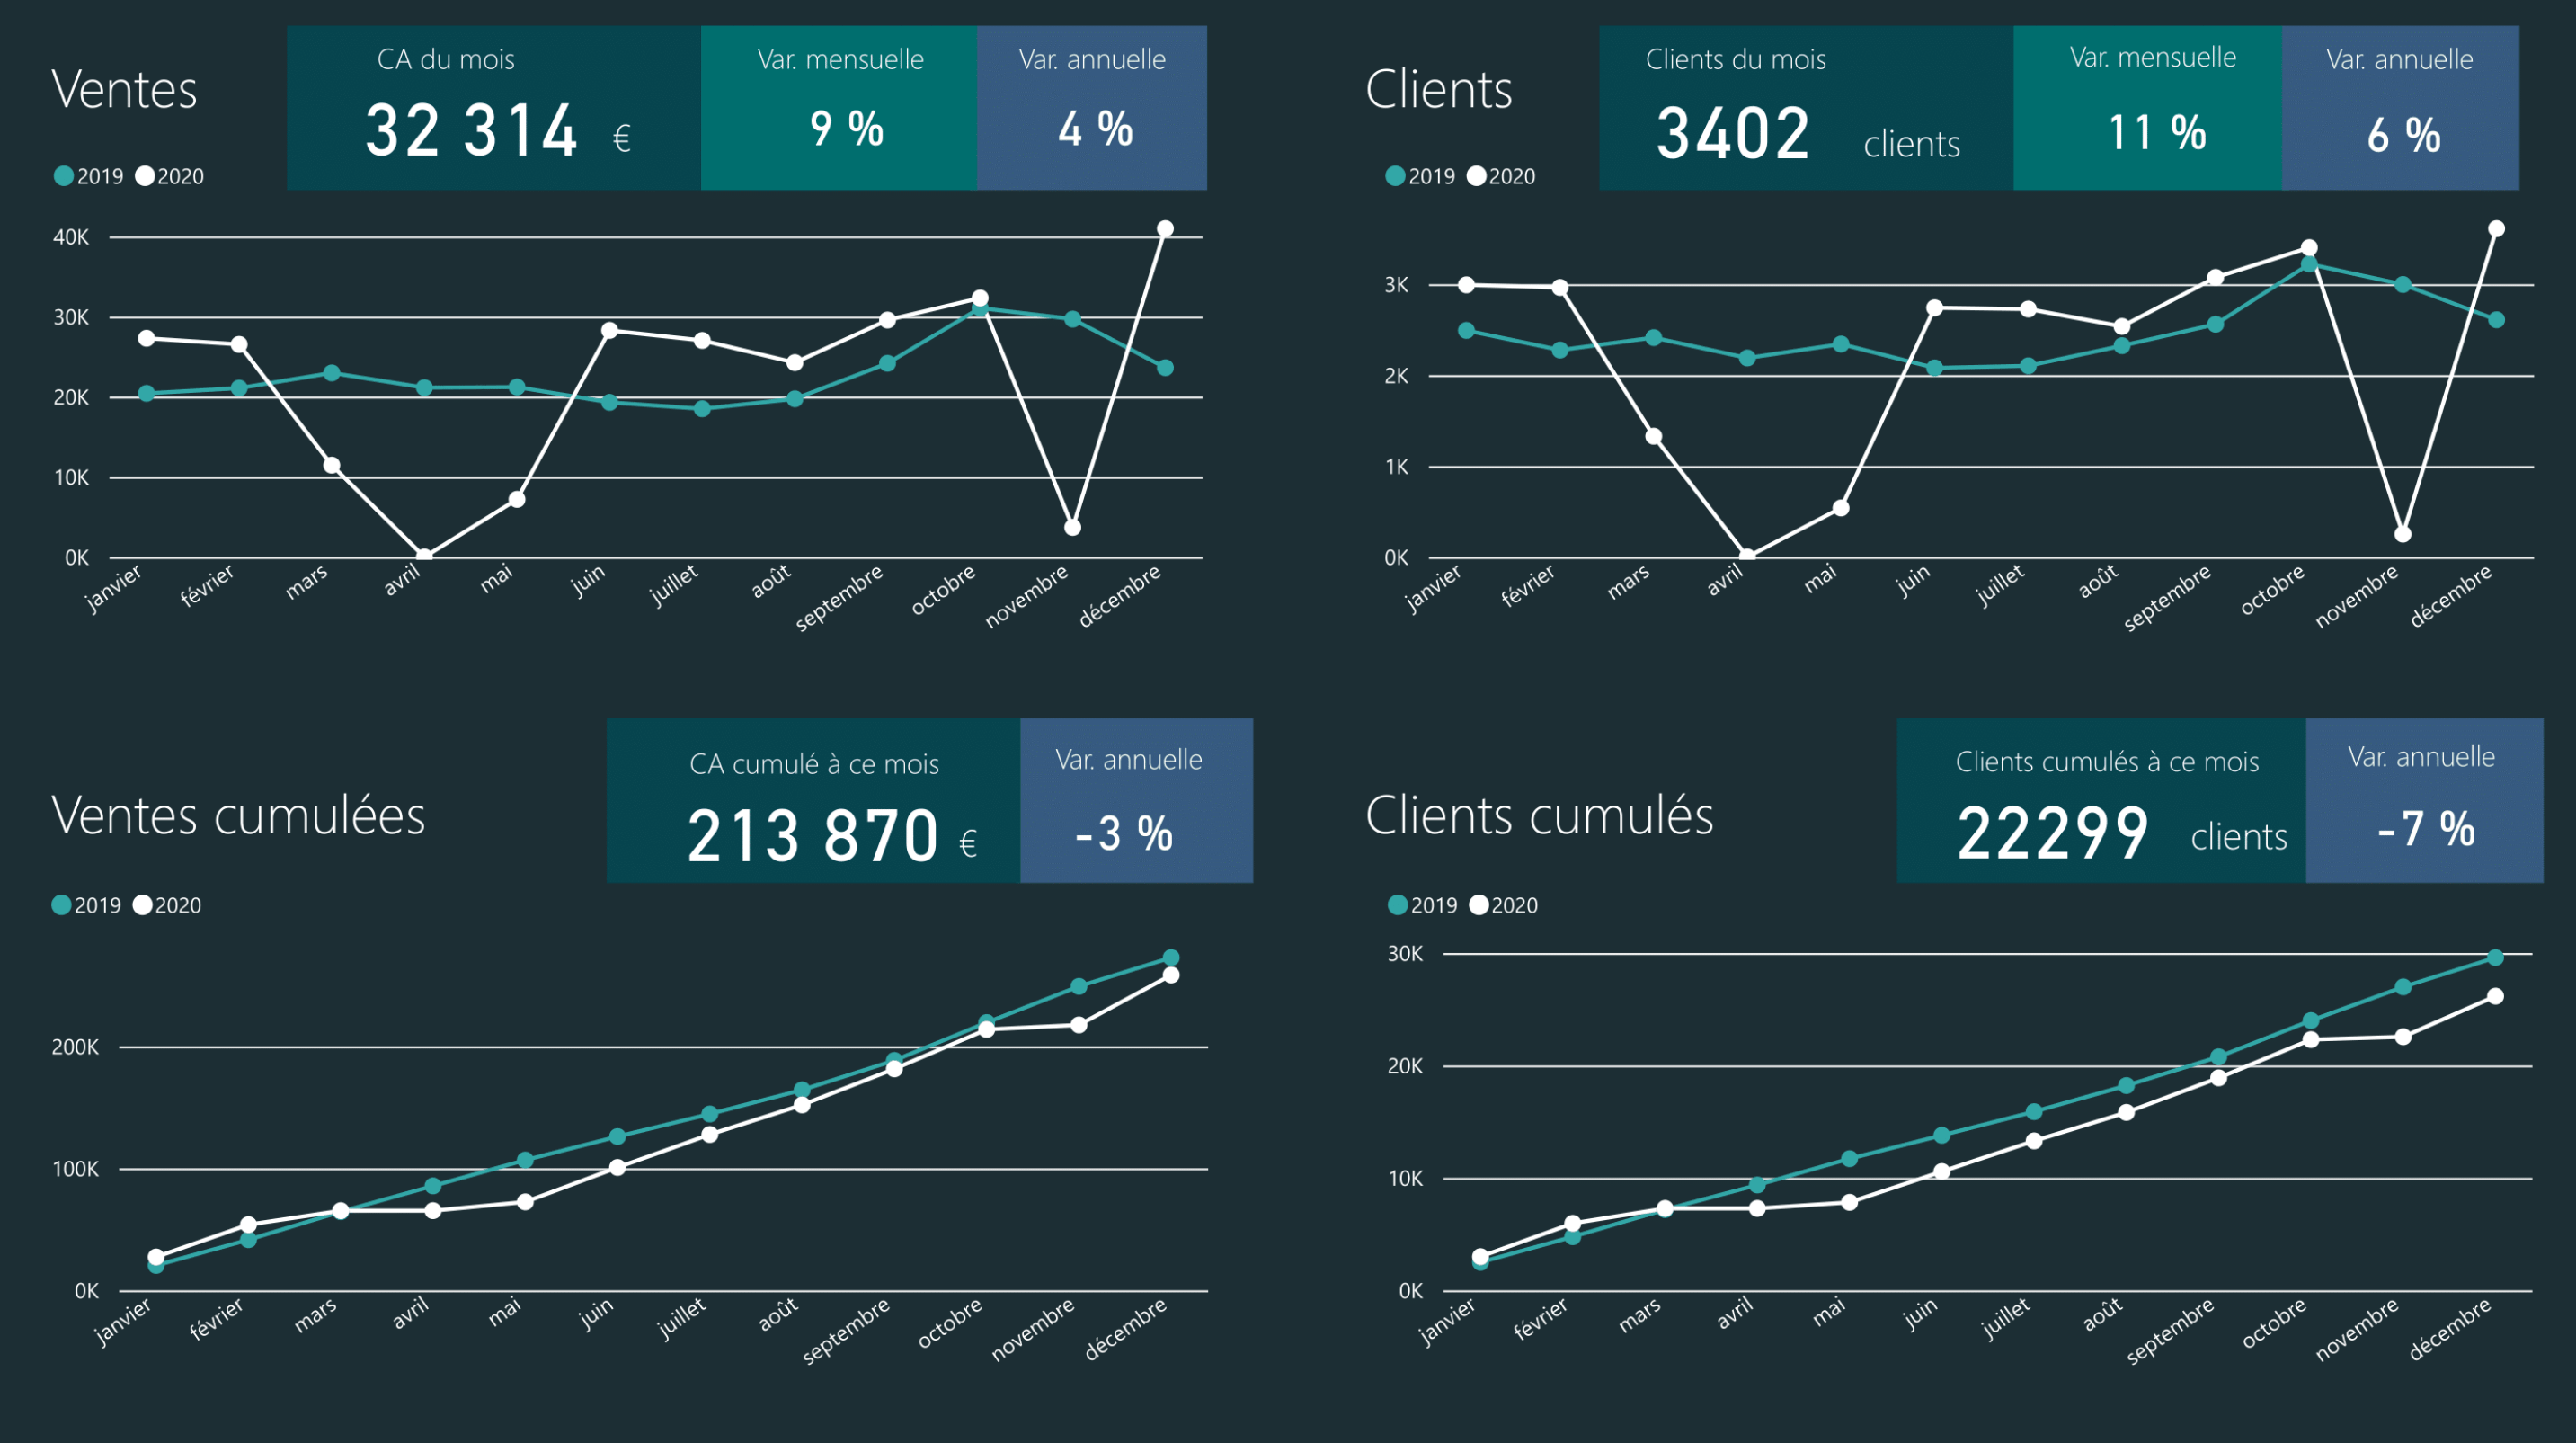 Ventes
CA du mois
32 314 €
Var. mensuelle
9 %
Var. annuelle
4 %
2019 2020
40K
30K
20K
10K
0K
janvier
février
mars
avril
mai
juin
juillet
août
septembre
octobre
novembre
décembre
Clients
Clients du mois
3402 clients
Var. mensuelle
11 %
Var. annuelle
6 %
2019 2020
3K
2K
1K
0K
janvier
février
mars
avril
mai
juin
juillet
août
septembre
octobre
novembre
décembre
Ventes cumulées
CA cumulé à ce mois
213 870 €
Var. annuelle
-3 %
2019 2020
200K
100K
0K
janvier
février
mars
avril
mai
juin
juillet
août
septembre
octobre
novembre
décembre
Clients cumulés
Clients cumulés à ce mois
22299 clients
Var. annuelle
-7 %
2019 2020
30K
20K
10K
0K
janvier
février
mars
avril
mai
juin
juillet
août
septembre
octobre
novembre
décembre